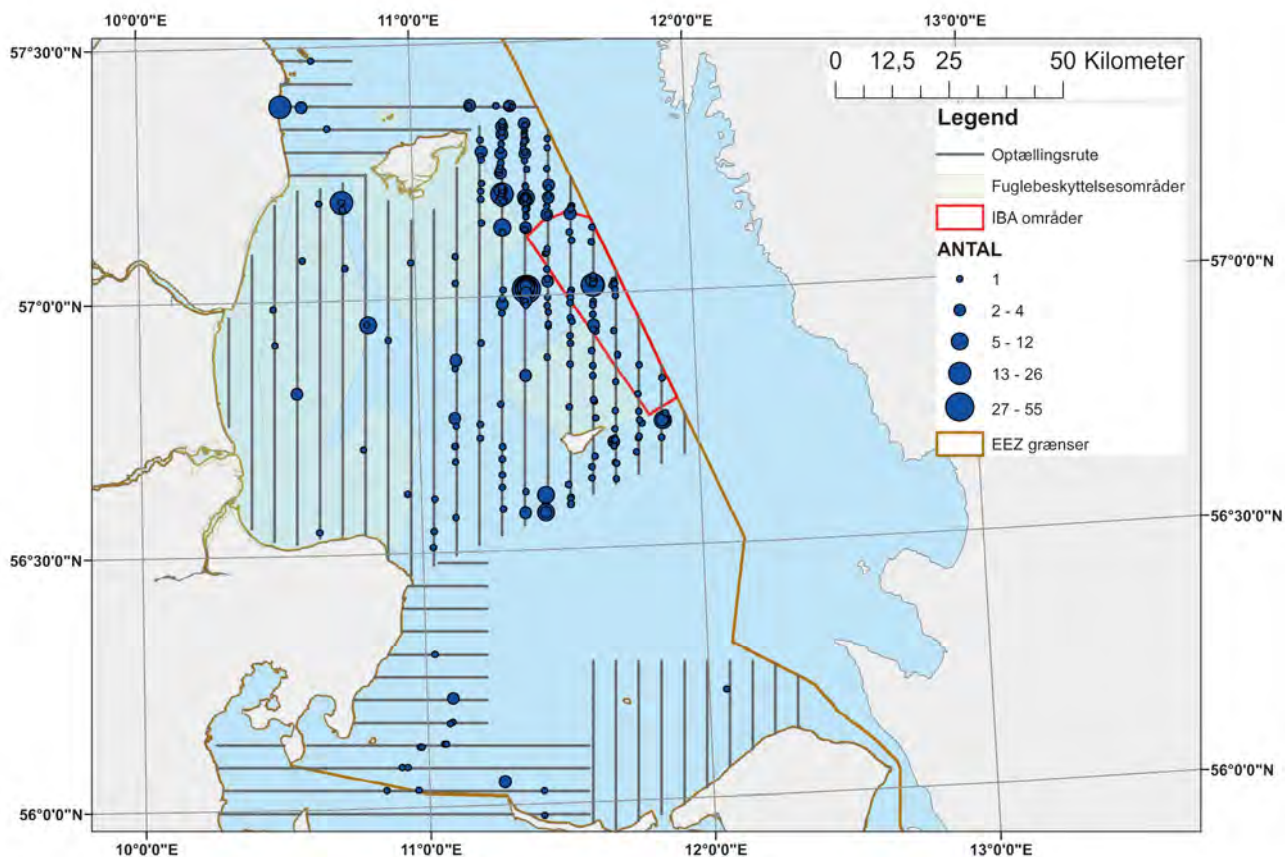 10°0'0"E 11°0'0"E 12°0'0"E 13°0'0"E
57°30'0"N
0 12,5 25 50 Kilometer
Legend
Optællingsrute
Fuglebeskyttelsesområder
IBA områder
ANTAL
1
2 - 4
5 - 12
13 - 26
27 - 55
EEZ grænser
57°0'0"N
57°0'0"N
56°30'0"N
56°30'0"N
56°0'0"N
56°0'0"N
10°0'0"E 11°0'0"E 12°0'0"E 13°0'0"E